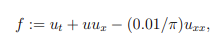 f := u_t + uu_x − (0.01/π)u_{xx},